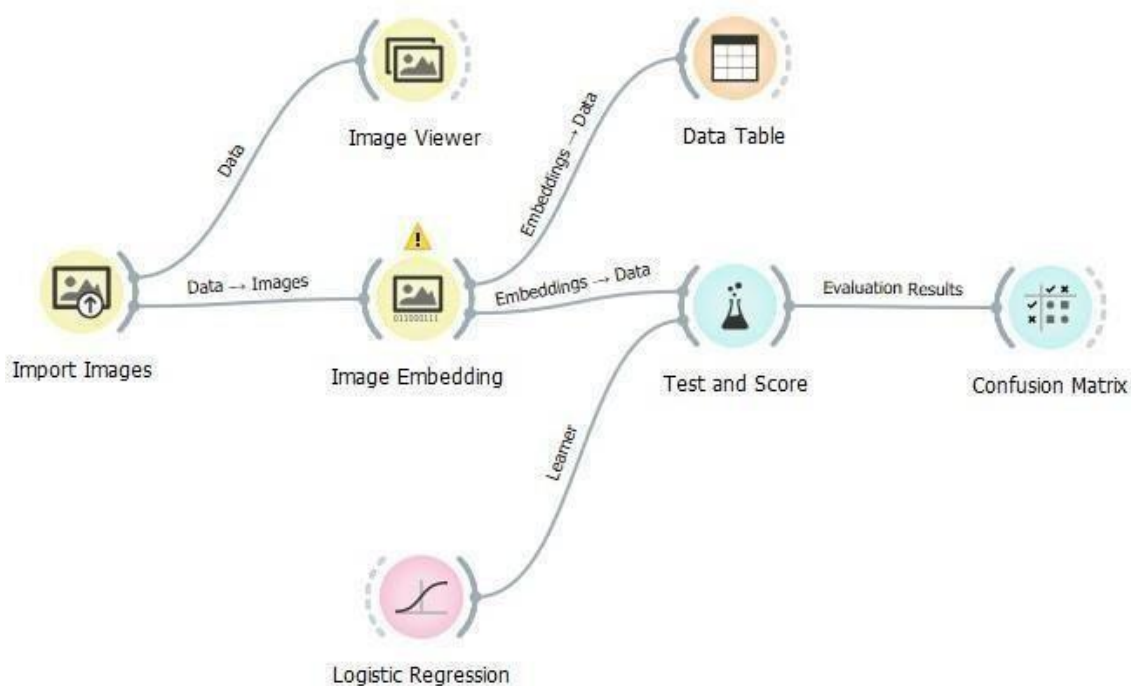 Image Viewer
Data Table
Data
Embeddings → Data
!
Data → Images
Embeddings → Data
Evaluation Results
011000111
Import Images
Image Embedding
Test and Score
Confusion Matrix
Learner
Logistic Regression